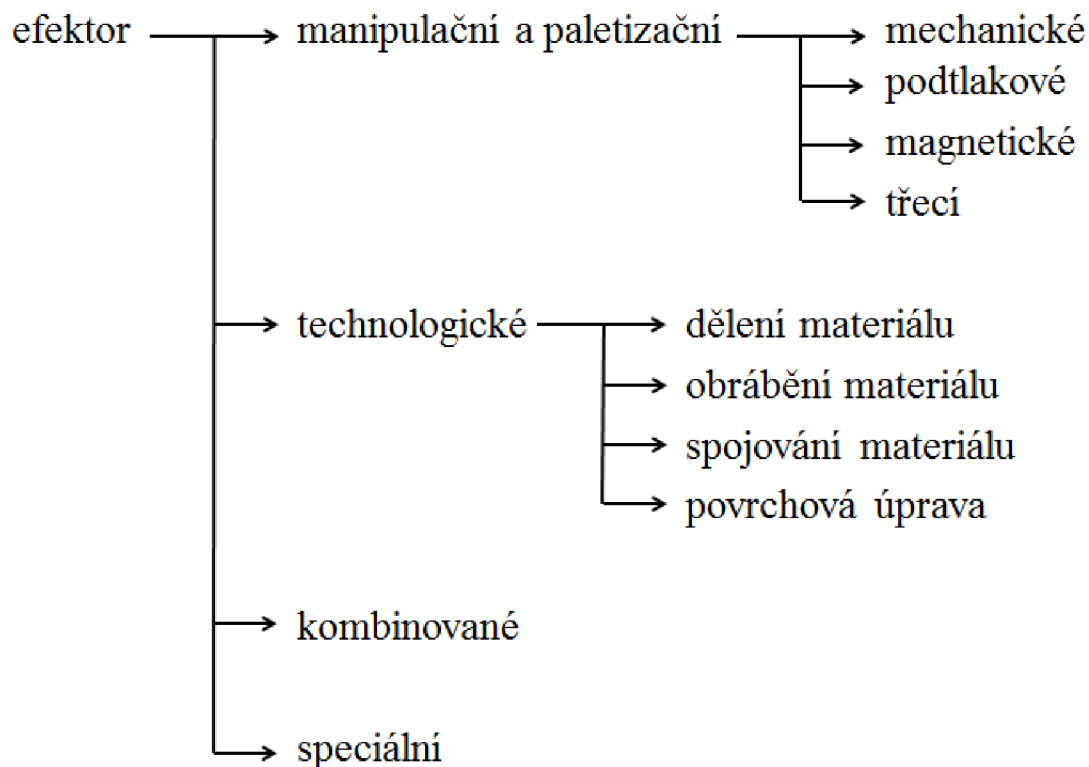 efektor manipulační a paletizační mechanické
podtlakové
magnetické
třecí
technologické dělení materiálu
obrábění materiálu
spojování materiálu
povrchová úprava
kombinované
speciální